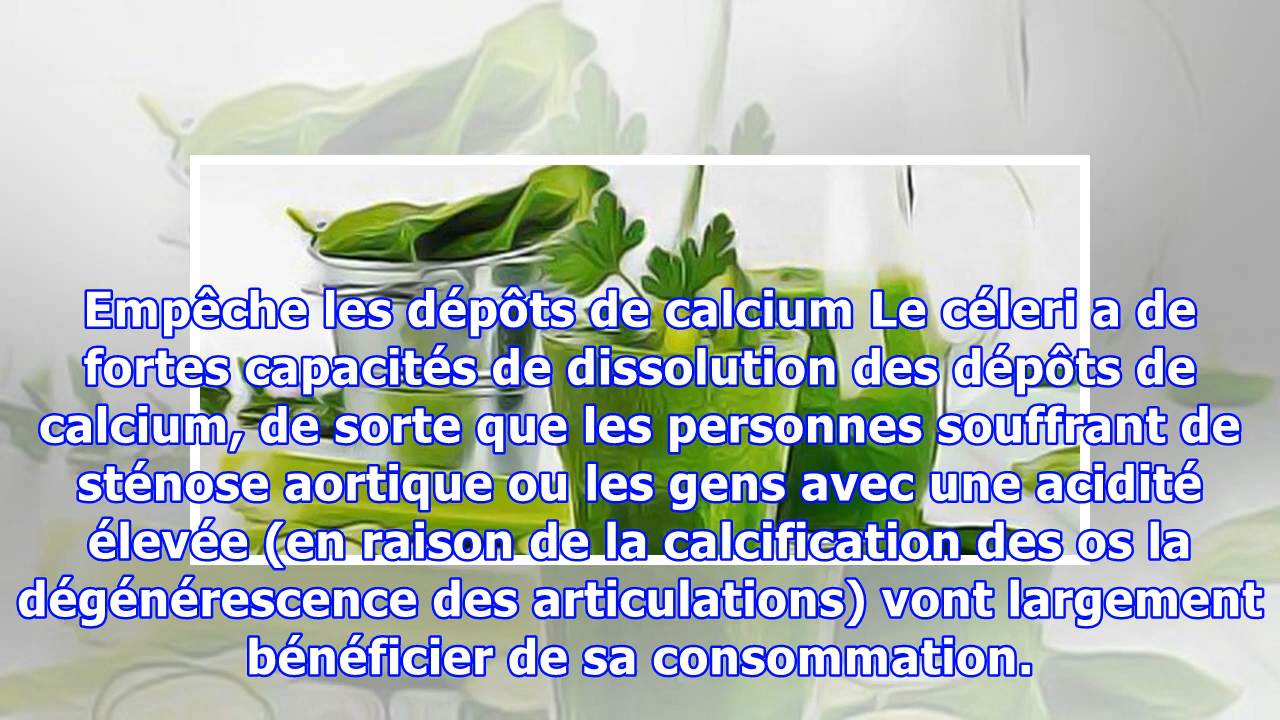 Empêche les dépôts de calcium Le céleri a de
fortes capacités de dissolution des dépôts de
calcium, de sorte que les personnes souffrant de
sténose aortique ou les gens avec une acidité
élevée (en raison de la calcification des os la
dégénérescence des articulations) vont largement
bénéficier de sa consommation.